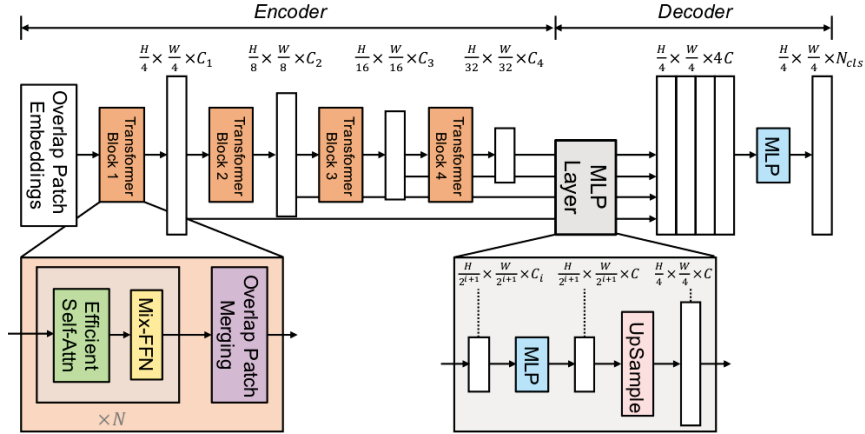 Encoder
Decoder
H/4 × W/4 × C₁
H/8 × W/8 × C₂
H/16 × W/16 × C₃
H/32 × W/32 × C₄
H/4 × W/4 × 4C
H/4 × W/4 × N_cls
Overlap Patch
Embeddings
Transformer
Block 1
Transformer
Block 2
Transformer
Block 3
Transformer
Block 4
MLP
Layer
MLP
Efficient
Self-Attn
Mix-FFN
Overlap Patch
Merging
×N
H/2^(i+1) × W/2^(i+1) × C_i
H/2^(i+1) × W/2^(i+1) × C
H/4 × W/4 × C
MLP
UpSample